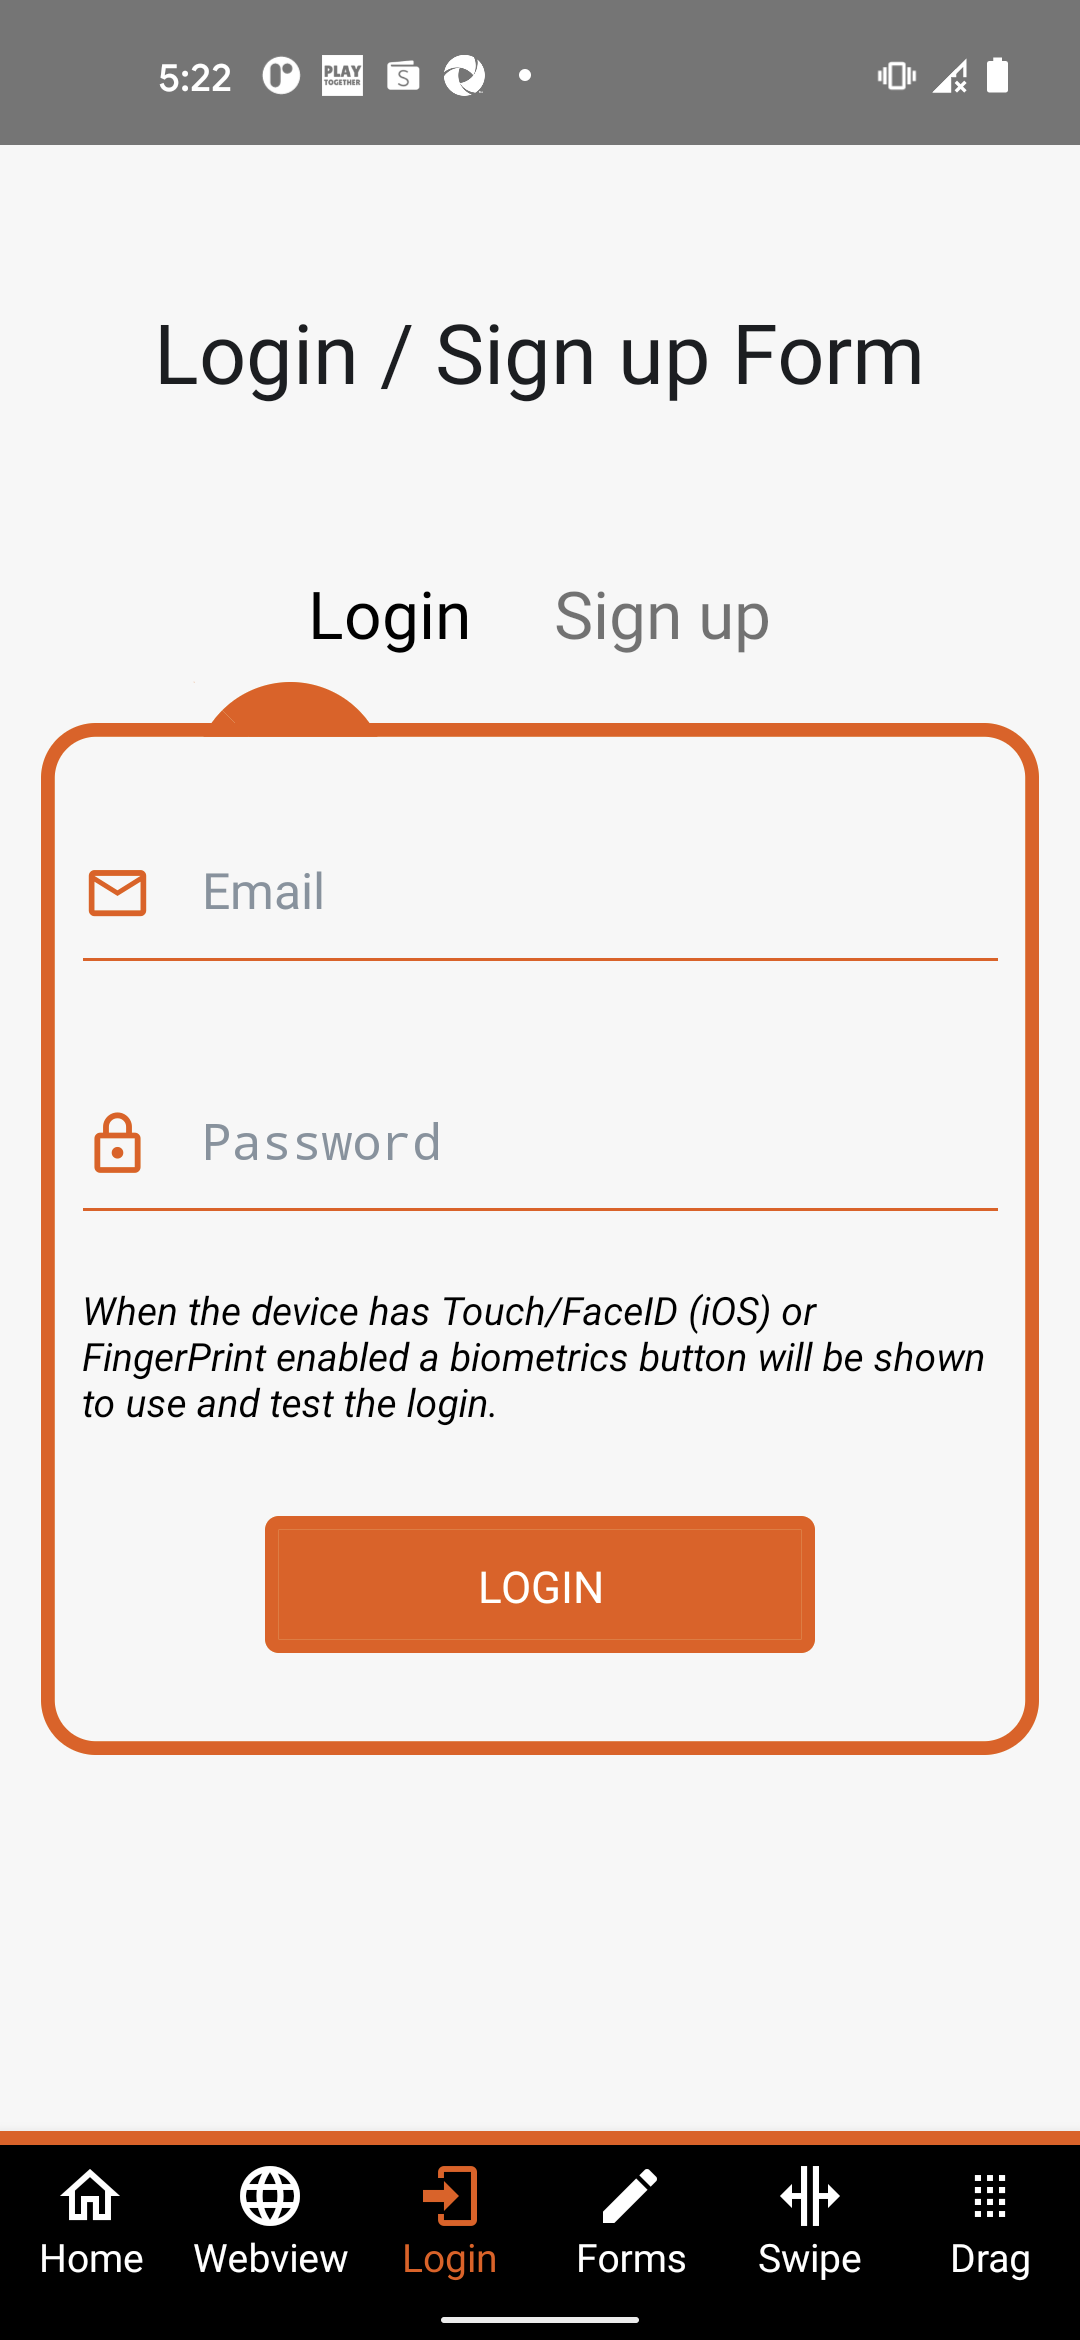 5:22
PLAY
TOGETHER
S
Login / Sign up Form
Login Sign up
Email
Password
When the device has Touch/FaceID (iOS) or
FingerPrint enabled a biometrics button will be shown
to use and test the login.
LOGIN
Home Webview Login Forms Swipe Drag